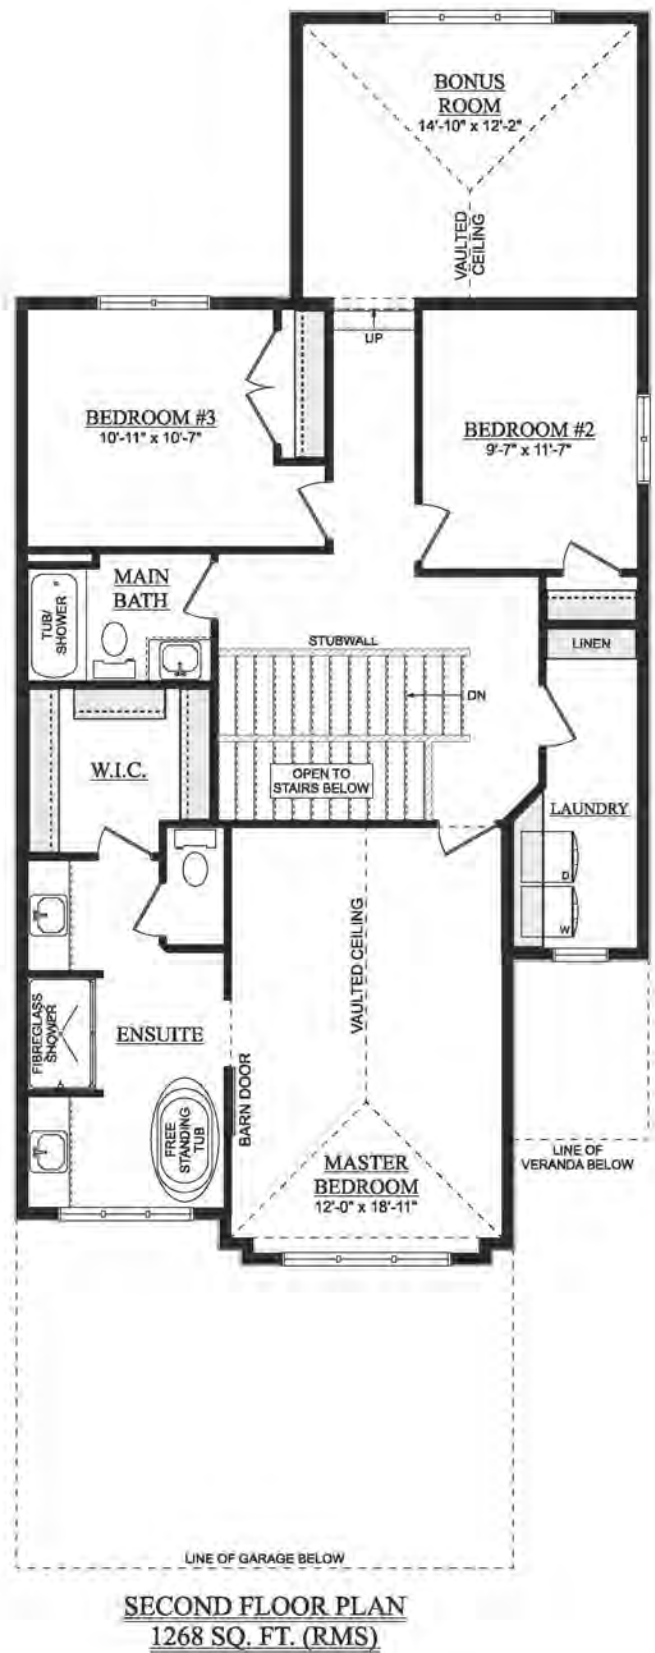 BONUS
ROOM
14'-10" x 12'-2"
VAULTED
CEILING
UP
BEDROOM #3
10'-11" x 10'-7"
BEDROOM #2
9'-7" x 11'-7"
MAIN
BATH
TUB/
SHOWER
STUBWALL
LINEN
DN
W.I.C.
OPEN TO
STAIRS BELOW
LAUNDRY
D
W
VAULTED CEILING
FIBREGLASS
SHOWER
ENSUITE
BARN DOOR
FREE
STANDING
TUB
MASTER
BEDROOM
12'-0" x 18'-11"
LINE OF
VERANDA BELOW
LINE OF GARAGE BELOW
SECOND FLOOR PLAN
1268 SQ. FT. (RMS)